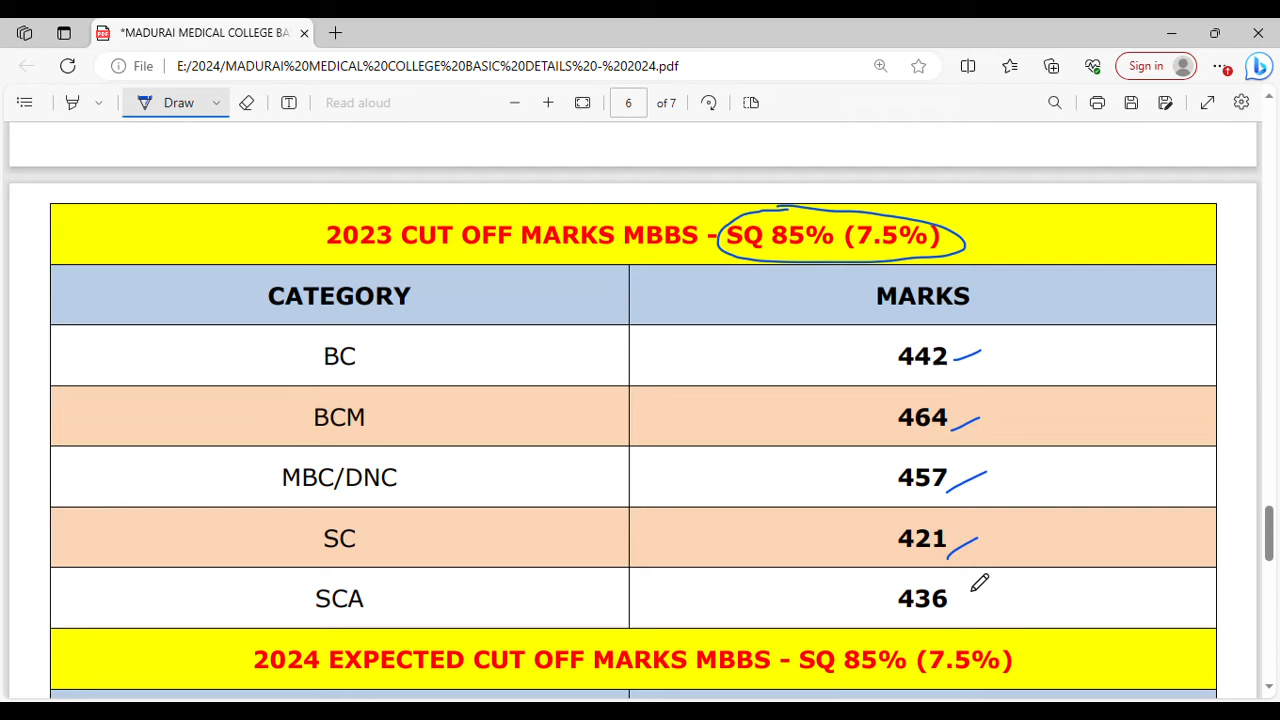 *MADURAI MEDICAL COLLEGE BA
File E:/2024/MADURAI%20MEDICAL%20COLLEGE%20BASIC%20DETAILS%20-%202024.pdf Sign in
Draw Read aloud 6 of 7
2023 CUT OFF MARKS MBBS - SQ 85% (7.5%)
CATEGORY MARKS
BC 442
BCM 464
MBC/DNC 457
SC 421
SCA 436
2024 EXPECTED CUT OFF MARKS MBBS - SQ 85% (7.5%)